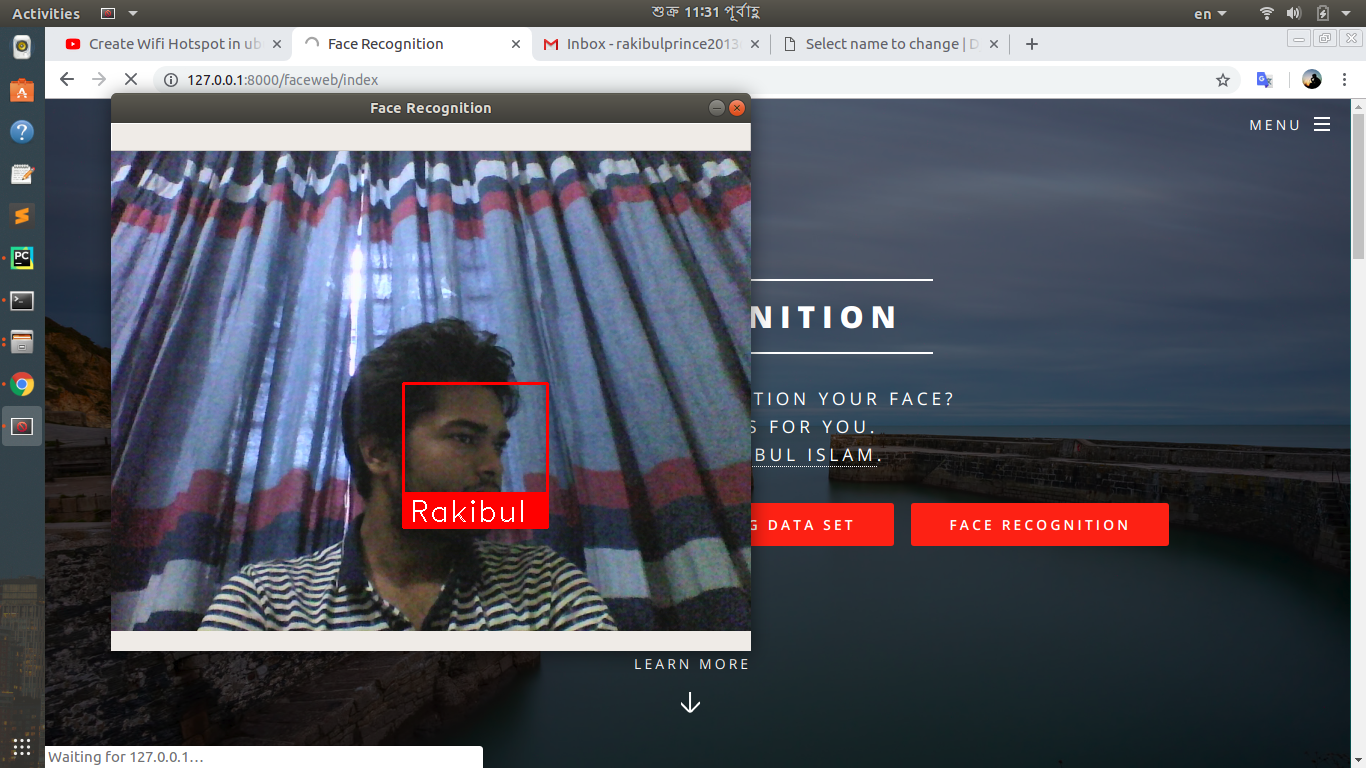 Activities
শুক্র 11:31 পূর্বাহ্ণ
en
Create Wifi Hotspot in ub
Face Recognition
Inbox - rakibulprince2013
Select name to change | D
127.0.0.1:8000/faceweb/index
Face Recognition
MENU
NITION
TION YOUR FACE?
S FOR YOU.
BUL ISLAM.
G DATA SET
FACE RECOGNITION
Rakibul
LEARN MORE
PC
Waiting for 127.0.0.1…